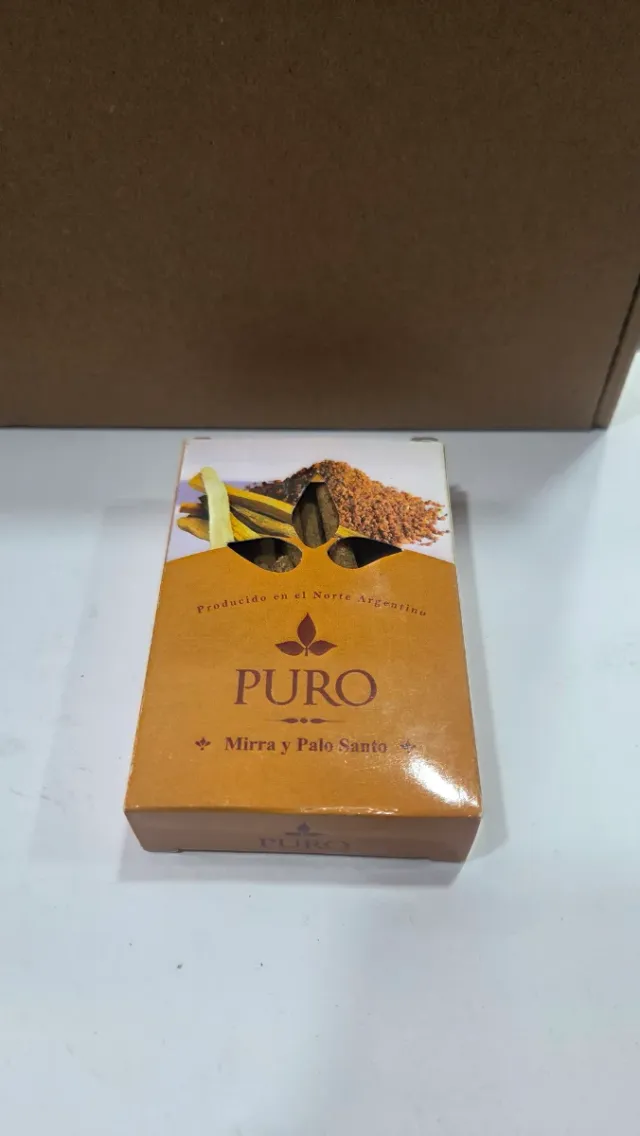 Producido en el Norte Argentino
PURO
Mirra y Palo Santo
PURO